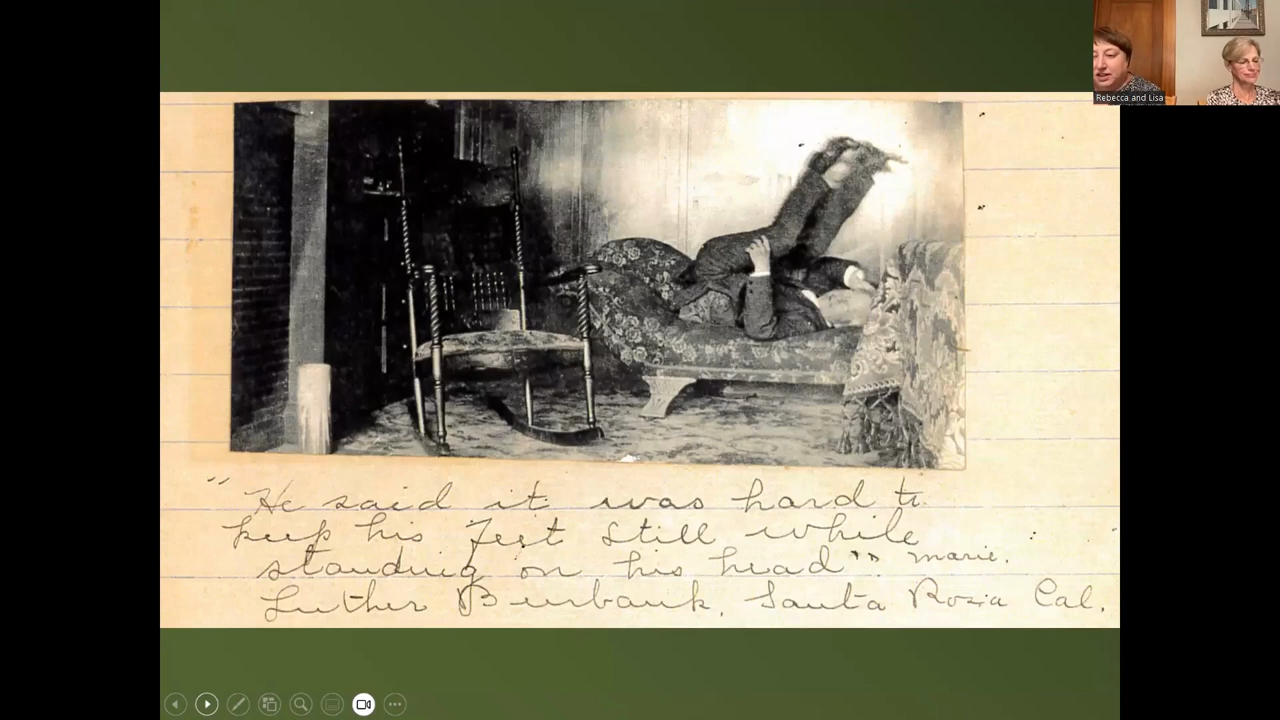 Rebecca and Lisa
"He said it was hard to
keep his feet still while
standing on his head" Marie.
Luther Burbank, Santa Rosa Cal.